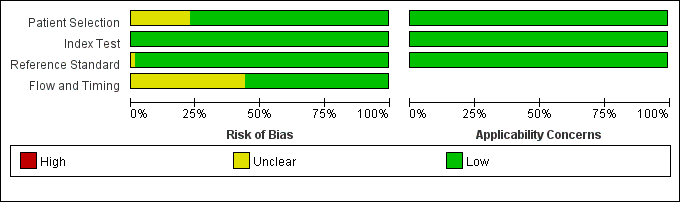 Patient Selection
Index Test
Reference Standard
Flow and Timing
0% 25% 50% 75% 100% 0% 25% 50% 75% 100%
Risk of Bias Applicability Concerns
High Unclear Low